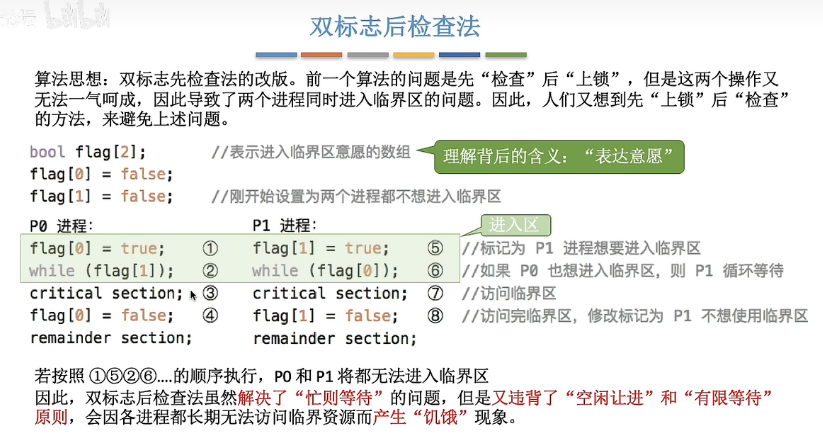 bilibili
双标志后检查法
算法思想：双标志先检查法的改版。前一个算法的问题是先“检查”后“上锁”，但是这两个操作又
无法一气呵成，因此导致了两个进程同时进入临界区的问题。因此，人们又想到先“上锁”后“检查”
的方法，来避免上述问题。
bool flag[2]; //表示进入临界区意愿的数组
理解背后的含义：“表达意愿”
flag[0] = false;
flag[1] = false; //刚开始设置为两个进程都不想进入临界区
P0 进程： P1 进程：
进入区
flag[0] = true; ① flag[1] = true; ⑤ //标记为 P1 进程想要进入临界区
while (flag[1]); ② while (flag[0]); ⑥ //如果 P0 也想进入临界区，则 P1 循环等待
critical section; ③ critical section; ⑦ //访问临界区
flag[0] = false; ④ flag[1] = false; ⑧ //访问完临界区，修改标记为 P1 不想使用临界区
remainder section; remainder section;
若按照 ①⑤②⑥....的顺序执行，P0 和 P1 将都无法进入临界区
因此，双标志后检查法虽然解决了“忙则等待”的问题，但是又违背了“空闲让进”和“有限等待”
原则，会因各进程都长期无法访问临界资源而产生“饥饿”现象。